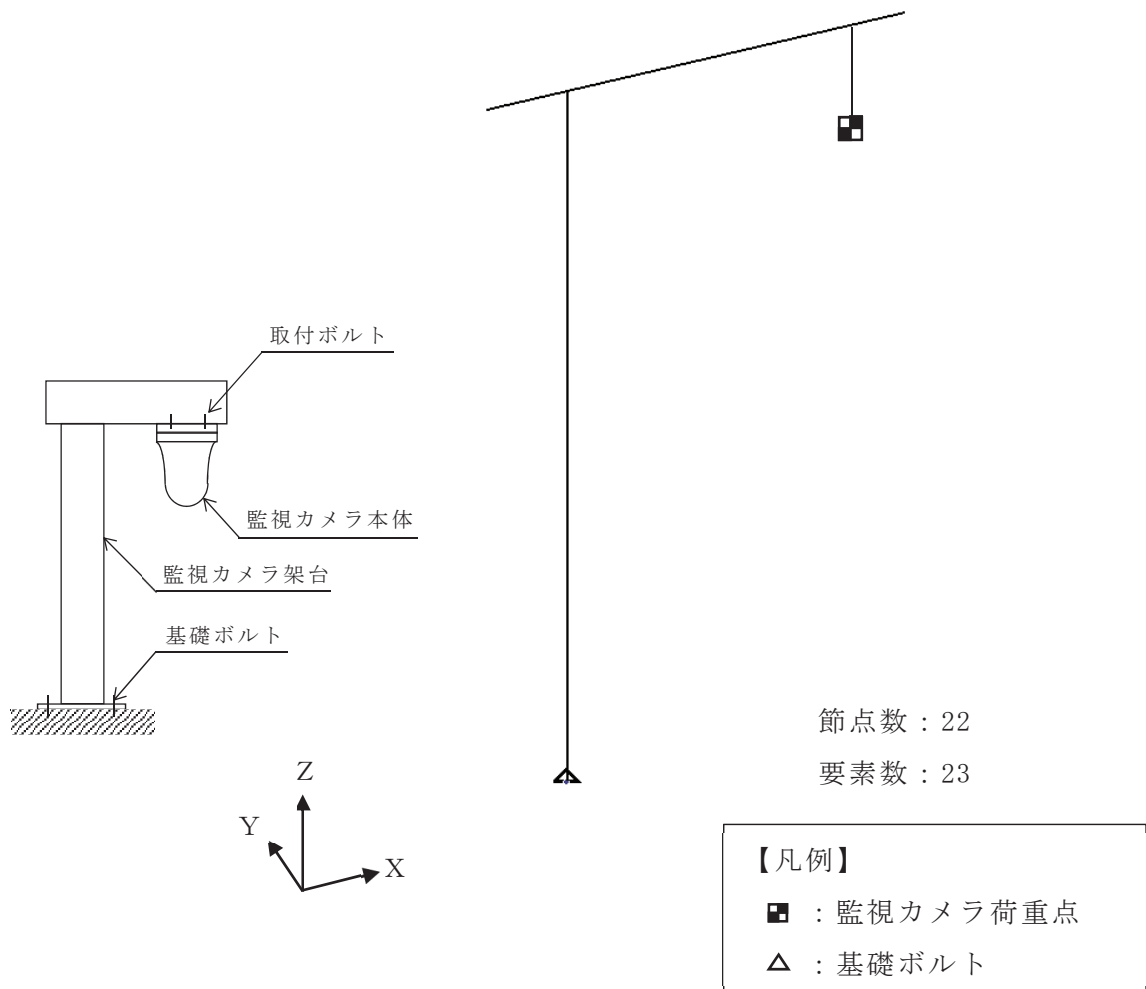 取付ボルト
監視カメラ本体
監視カメラ架台
基礎ボルト
Z
Y
X
節点数：22
要素数：23
【凡例】
：監視カメラ荷重点
：基礎ボルト